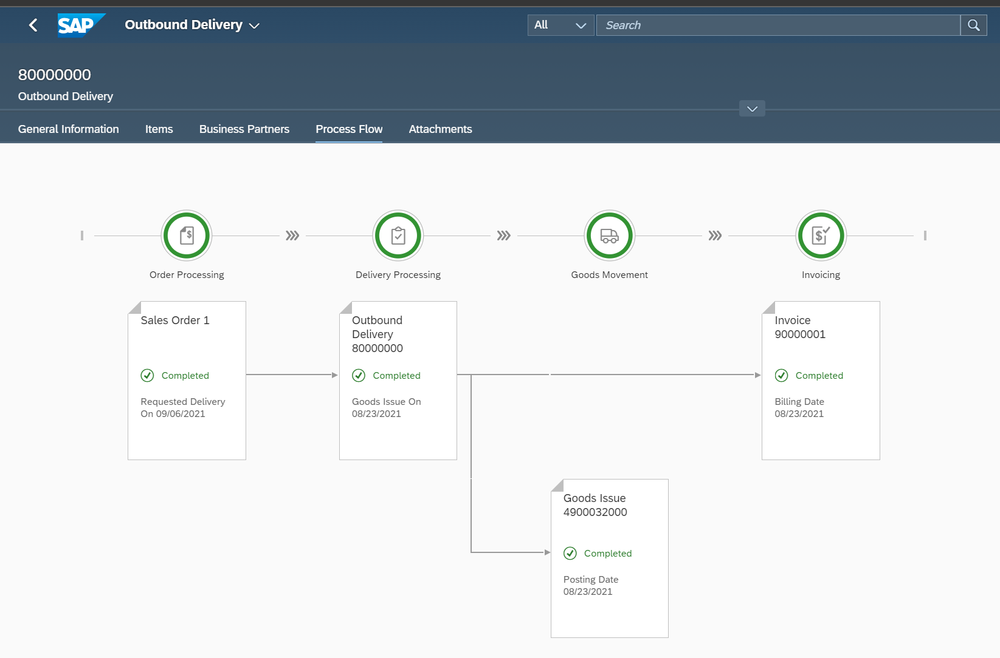 SAP
Outbound Delivery
All
Search
80000000
Outbound Delivery
General Information
Items
Business Partners
Process Flow
Attachments
Order Processing
Delivery Processing
Goods Movement
Invoicing
Sales Order 1
Completed
Requested Delivery
On 09/06/2021
Outbound
Delivery
80000000
Completed
Goods Issue On
08/23/2021
Invoice
90000001
Completed
Billing Date
08/23/2021
Goods Issue
4900032000
Completed
Posting Date
08/23/2021